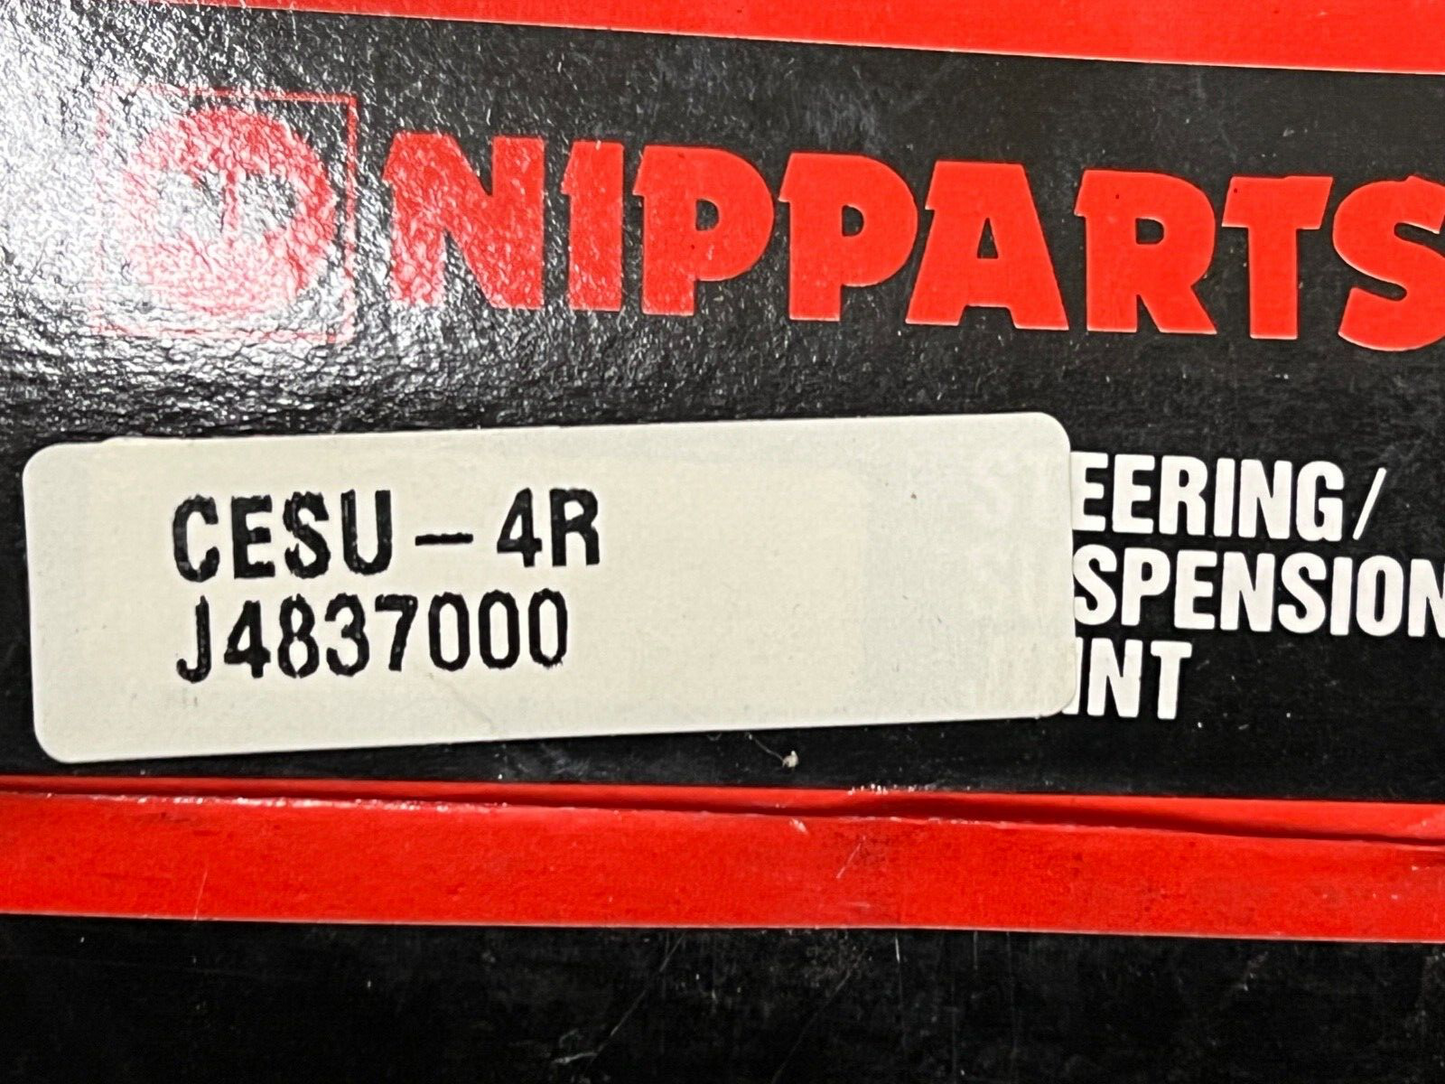 NIPPARTS
CESU-4R
J4837000
EERING/
SPENSION
INT